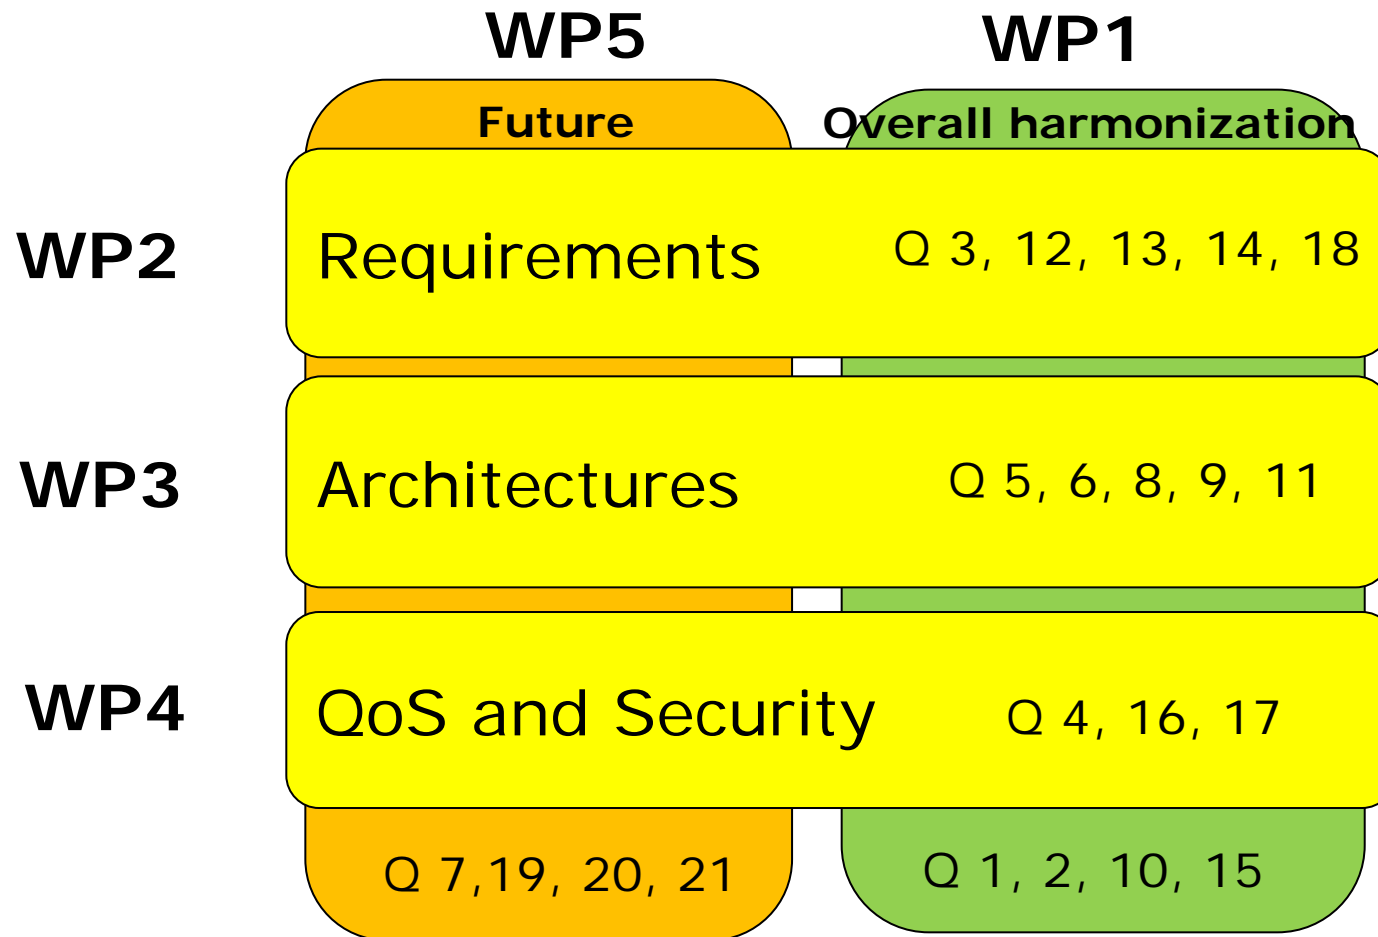 WP5
WP1
Future
Overall harmonization
WP2
Requirements
Q 3, 12, 13, 14, 18
WP3
Architectures
Q 5, 6, 8, 9, 11
WP4
QoS and Security
Q 4, 16, 17
Q 7,19, 20, 21
Q 1, 2, 10, 15